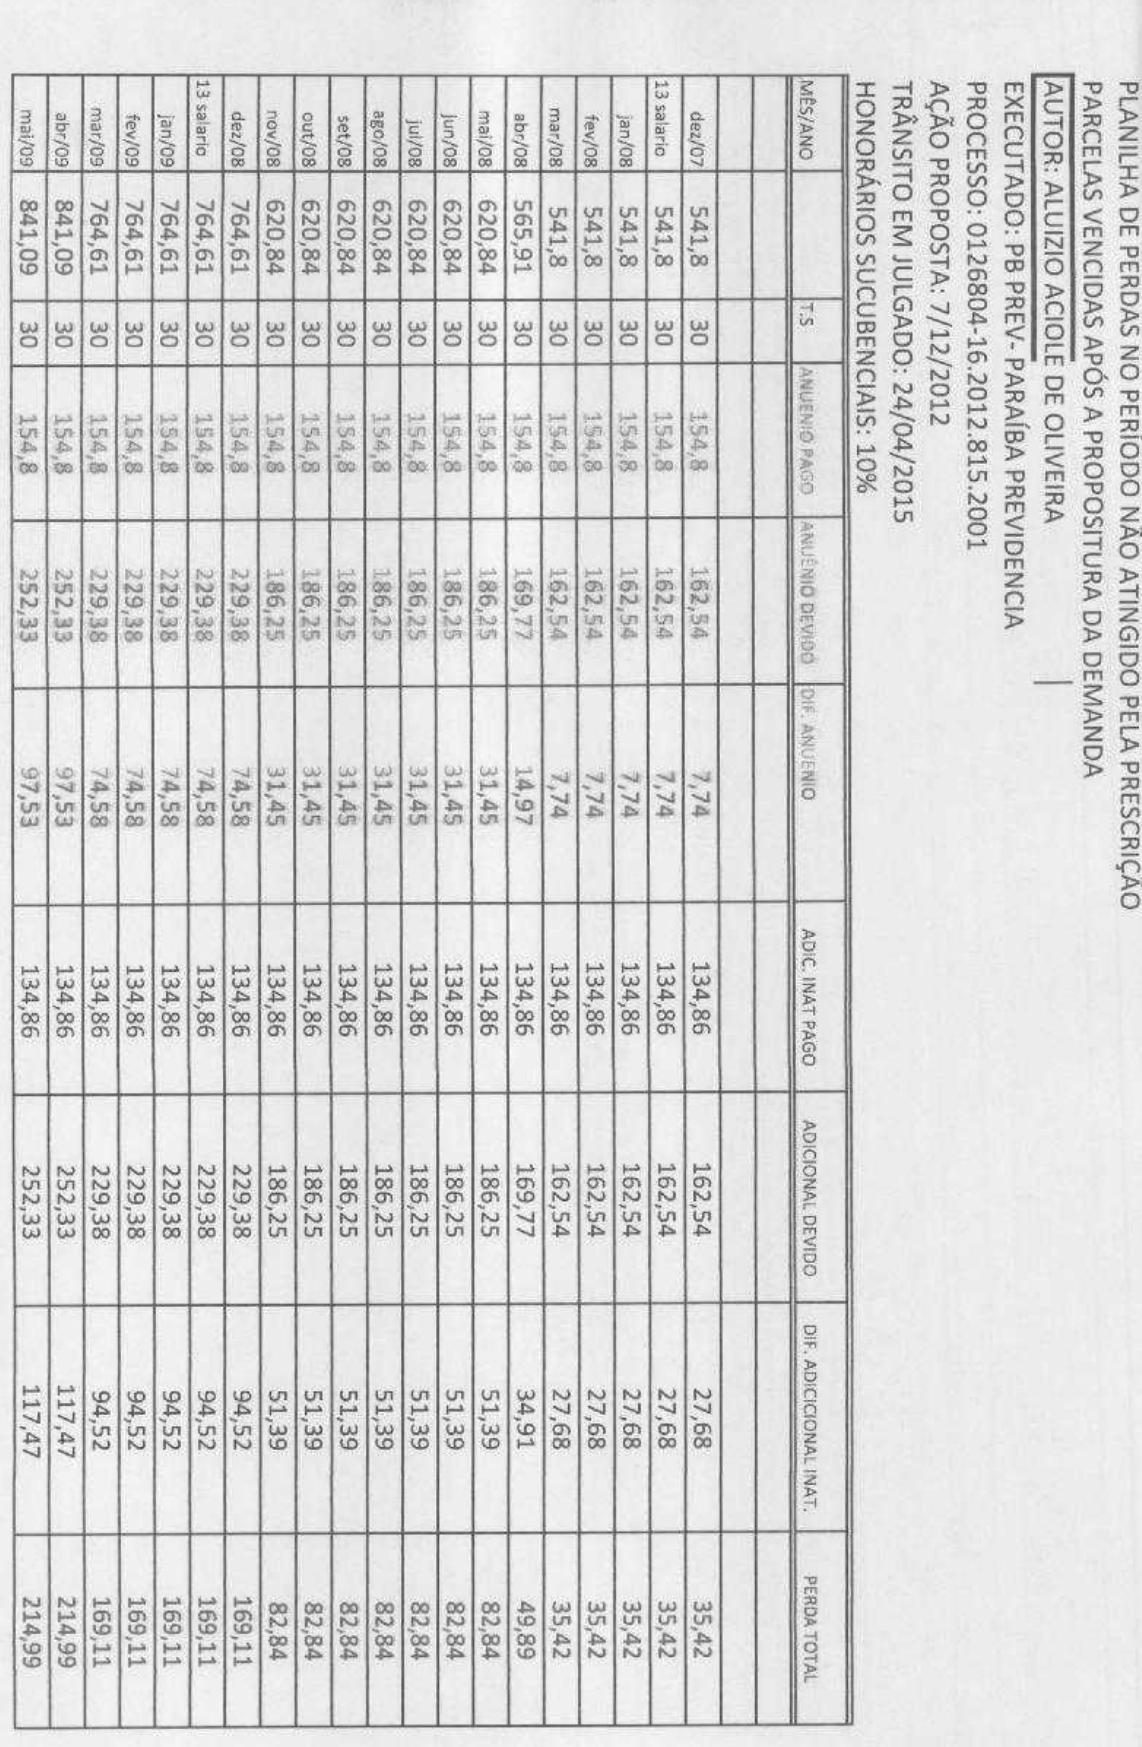 PLANILHA DE PERDAS NO PERÍODO NÃO ATINGIDO PELA PRESCRIÇÃO
PARCELAS VENCIDAS APÓS A PROPOSITURA DA DEMANDA
AUTOR: ALUIZIO ACIOLE DE OLIVEIRA
EXECUTADO: PB PREV- PARAÍBA PREVIDENCIA
PROCESSO: 0126804-16.2012.815.2001
AÇÃO PROPOSTA: 7/12/2012
TRÂNSITO EM JULGADO: 24/04/2015
HONORÁRIOS SUCUBENCIAIS: 10%
MÊS/ANO T.S ANUENIO PAGO ANUÊNIO DEVIDO DIF. ANUENIO ADIC. INAT PAGO ADICIONAL DEVIDO DIF. ADICICIONAL INAT. PERDA TOTAL
dez/07 541,8 30 154,8 162,54 7,74 134,86 162,54 27,68 35,42
13 salario 541,8 30 154,8 162,54 7,74 134,86 162,54 27,68 35,42
jan/08 541,8 30 154,8 162,54 7,74 134,86 162,54 27,68 35,42
fev/08 541,8 30 154,8 162,54 7,74 134,86 162,54 27,68 35,42
mar/08 541,8 30 154,8 162,54 7,74 134,86 162,54 27,68 35,42
abr/08 565,91 30 154,8 169,77 14,97 134,86 169,77 34,91 49,89
mai/08 620,84 30 154,8 186,25 31,45 134,86 186,25 51,39 82,84
jun/08 620,84 30 154,8 186,25 31,45 134,86 186,25 51,39 82,84
jul/08 620,84 30 154,8 186,25 31,45 134,86 186,25 51,39 82,84
ago/08 620,84 30 154,8 186,25 31,45 134,86 186,25 51,39 82,84
set/08 620,84 30 154,8 186,25 31,45 134,86 186,25 51,39 82,84
out/08 620,84 30 154,8 186,25 31,45 134,86 186,25 51,39 82,84
nov/08 620,84 30 154,8 186,25 31,45 134,86 186,25 51,39 82,84
dez/08 764,61 30 154,8 229,38 74,58 134,86 229,38 94,52 169,11
13 salario 764,61 30 154,8 229,38 74,58 134,86 229,38 94,52 169,11
jan/09 764,61 30 154,8 229,38 74,58 134,86 229,38 94,52 169,11
fev/09 764,61 30 154,8 229,38 74,58 134,86 229,38 94,52 169,11
mar/09 764,61 30 154,8 229,38 74,58 134,86 229,38 94,52 169,11
abr/09 841,09 30 154,8 252,33 97,53 134,86 252,33 117,47 214,99
mai/09 841,09 30 154,8 252,33 97,53 134,86 252,33 117,47 214,99